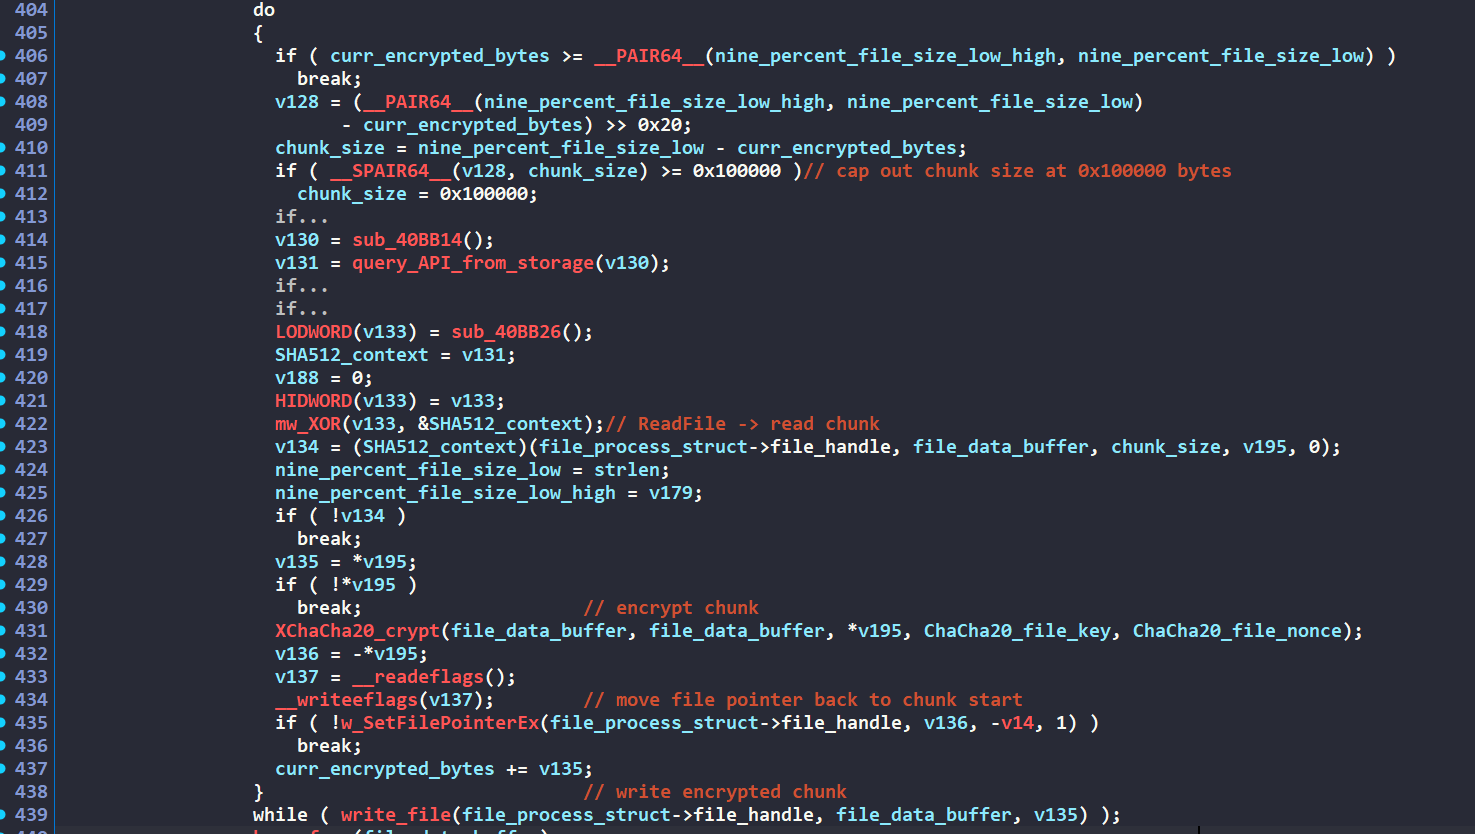 404 do
405 {
406 if ( curr_encrypted_bytes >= __PAIR64__(nine_percent_file_size_low_high, nine_percent_file_size_low) )
407 break;
408 v128 = (__PAIR64__(nine_percent_file_size_low_high, nine_percent_file_size_low)
409 - curr_encrypted_bytes) >> 0x20;
410 chunk_size = nine_percent_file_size_low - curr_encrypted_bytes;
411 if ( __SPAIR64__(v128, chunk_size) >= 0x100000 )// cap out chunk size at 0x100000 bytes
412 chunk_size = 0x100000;
413 if...
414 v130 = sub_40BB14();
415 v131 = query_API_from_storage(v130);
416 if...
417 if...
418 LODWORD(v133) = sub_40BB26();
419 SHA512_context = v131;
420 v188 = 0;
421 HIDWORD(v133) = v133;
422 mw_XOR(v133, &SHA512_context);// ReadFile -> read chunk
423 v134 = (SHA512_context)(file_process_struct->file_handle, file_data_buffer, chunk_size, v195, 0);
424 nine_percent_file_size_low = strlen;
425 nine_percent_file_size_low_high = v179;
426 if ( !v134 )
427 break;
428 v135 = *v195;
429 if ( !*v195 )
430 break; // encrypt chunk
431 XChaCha20_crypt(file_data_buffer, file_data_buffer, *v195, ChaCha20_file_key, ChaCha20_file_nonce);
432 v136 = -*v195;
433 v137 = __readeflags();
434 __writeeflags(v137); // move file pointer back to chunk start
435 if ( !w_SetFilePointerEx(file_process_struct->file_handle, v136, -v14, 1) )
436 break;
437 curr_encrypted_bytes += v135;
438 } // write encrypted chunk
439 while ( write_file(file_process_struct->file_handle, file_data_buffer, v135) );